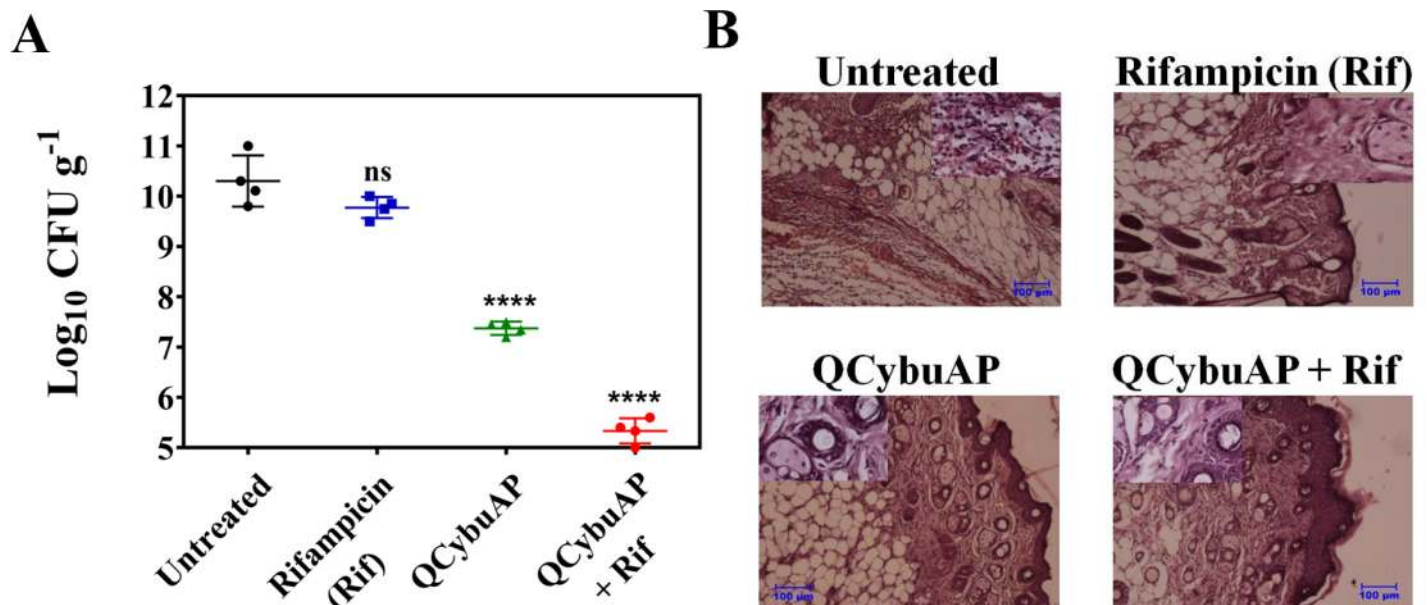 A
B
Log₁₀ CFU g⁻¹
12
11
10
9
8
7
6
5
ns
****
****
Untreated
Rifampicin
(Rif)
QCybuAP
QCybuAP
+ Rif
Untreated
Rifampicin (Rif)
100 µm
100 µm
QCybuAP
QCybuAP + Rif
100 µm
100 µm